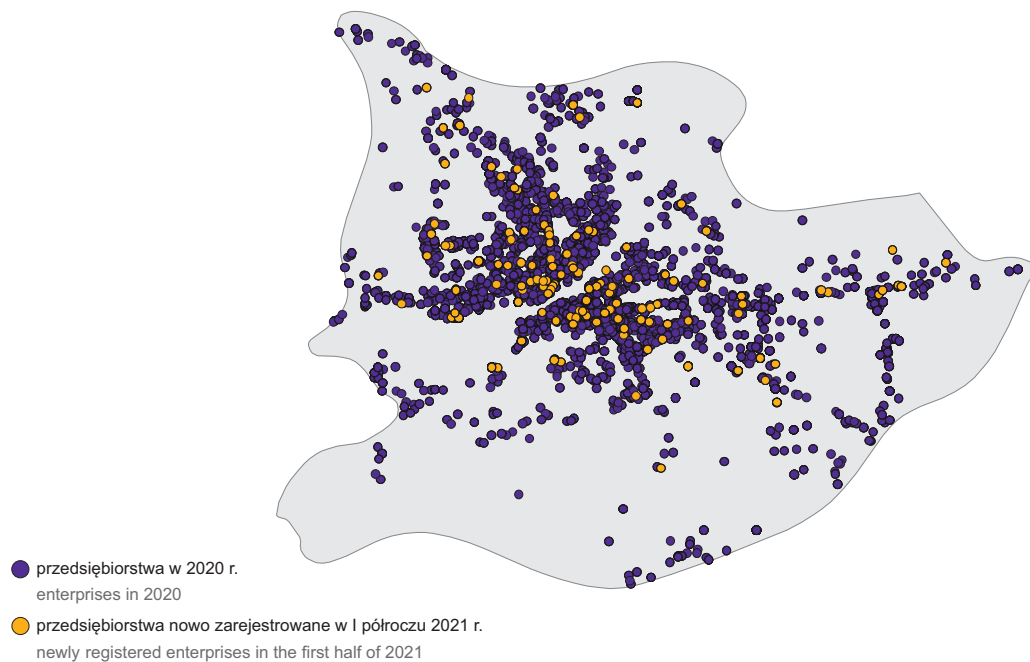 przedsiębiorstwa w 2020 r.
enterprises in 2020
przedsiębiorstwa nowo zarejestrowane w I półroczu 2021 r.
newly registered enterprises in the first half of 2021